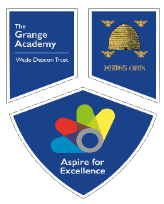 The
Grange
Academy
Wade Deacon Trust
Aspire for
Excellence